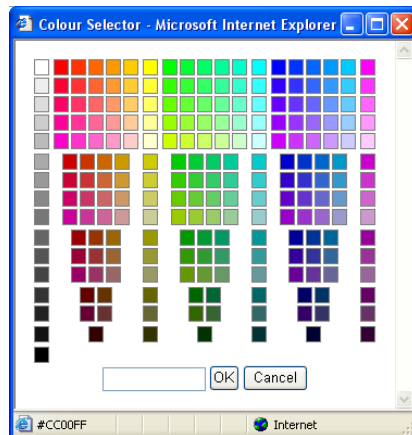 Colour Selector - Microsoft Internet Explorer
OK Cancel
#CC00FF Internet